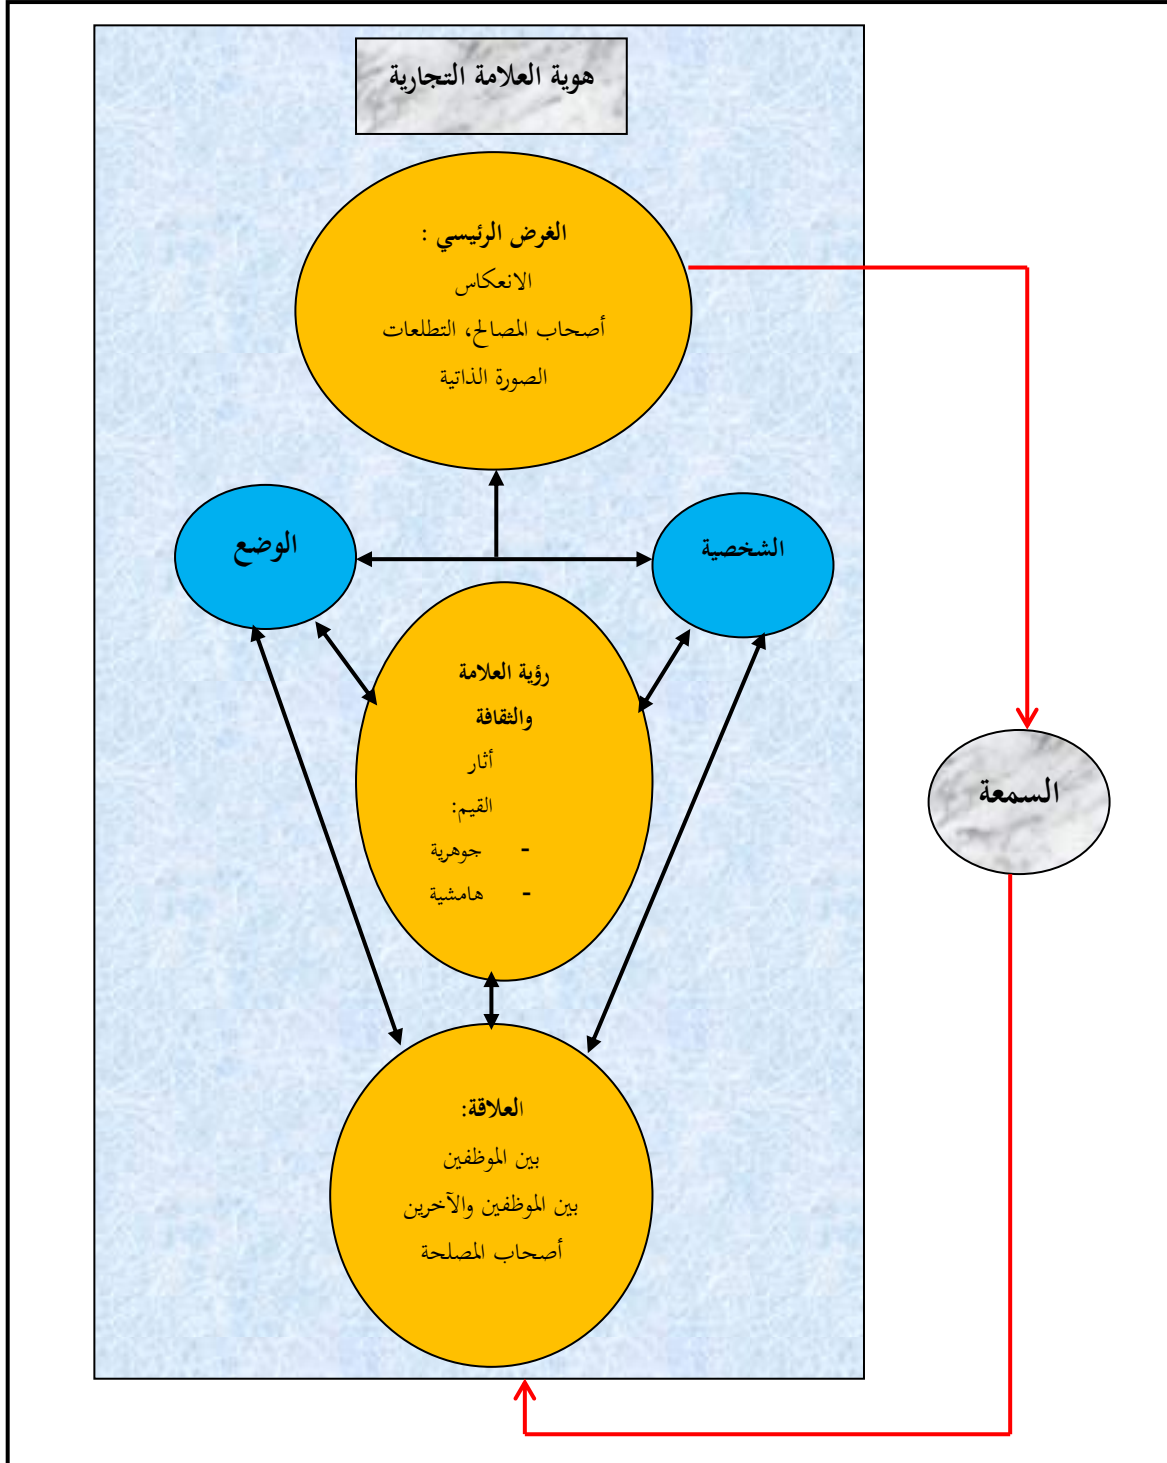 هوية العلامة التجارية
الغرض الرئيسي :
الانعكاس
أصحاب المصالح، التطلعات
الصورة الذاتية
الشخصية
الوضع
رؤية العلامة
والثقافة
أثار
القيم:
- جوهرية
- هامشية
السمعة
العلاقة:
بين الموظفين
بين الموظفين والآخرين
أصحاب المصلحة